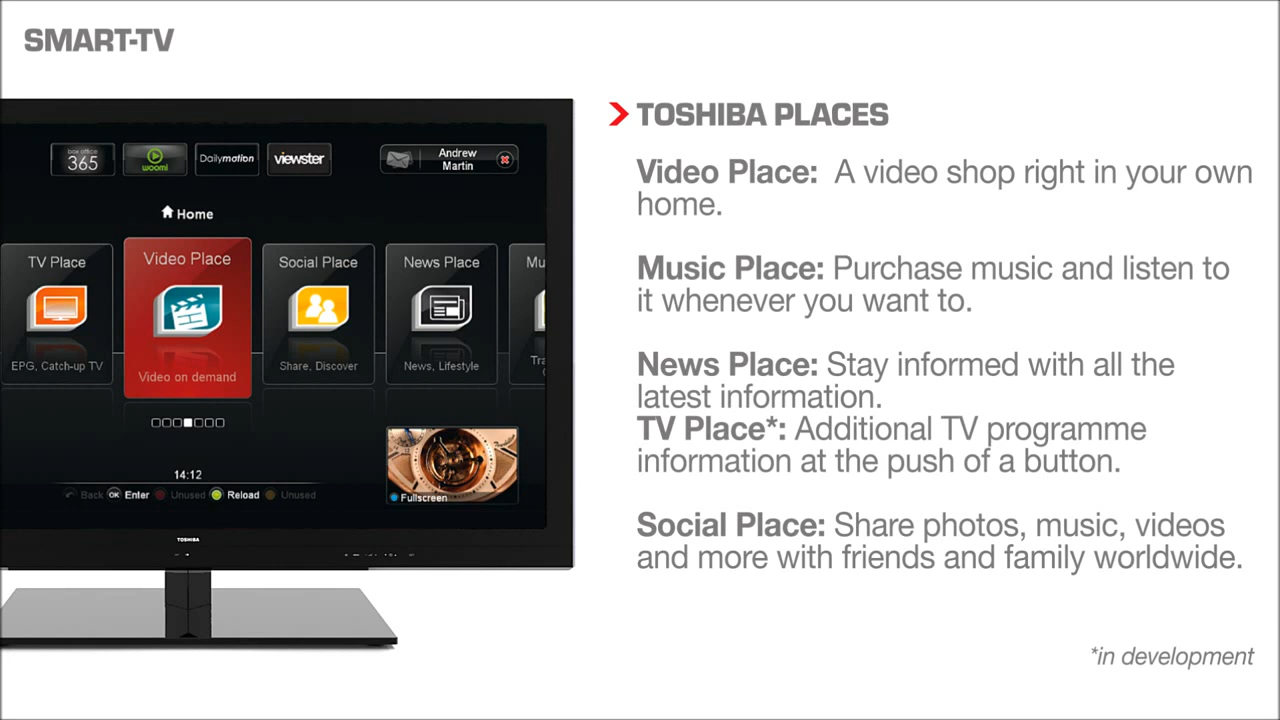 SMART-TV
box office
365
woomi
Dailymotion
viewster
Andrew
Martin
Home
TV Place
Video Place
Social Place
News Place
Mu
EPG, Catch-up TV
Video on demand
Share, Discover
News, Lifestyle
Tra
14:12
Back OK Enter Unused Reload Unused
Fullscreen
TOSHIBA
TOSHIBA PLACES
Video Place: A video shop right in your own
home.
Music Place: Purchase music and listen to
it whenever you want to.
News Place: Stay informed with all the
latest information.
TV Place*: Additional TV programme
information at the push of a button.
Social Place: Share photos, music, videos
and more with friends and family worldwide.
*in development